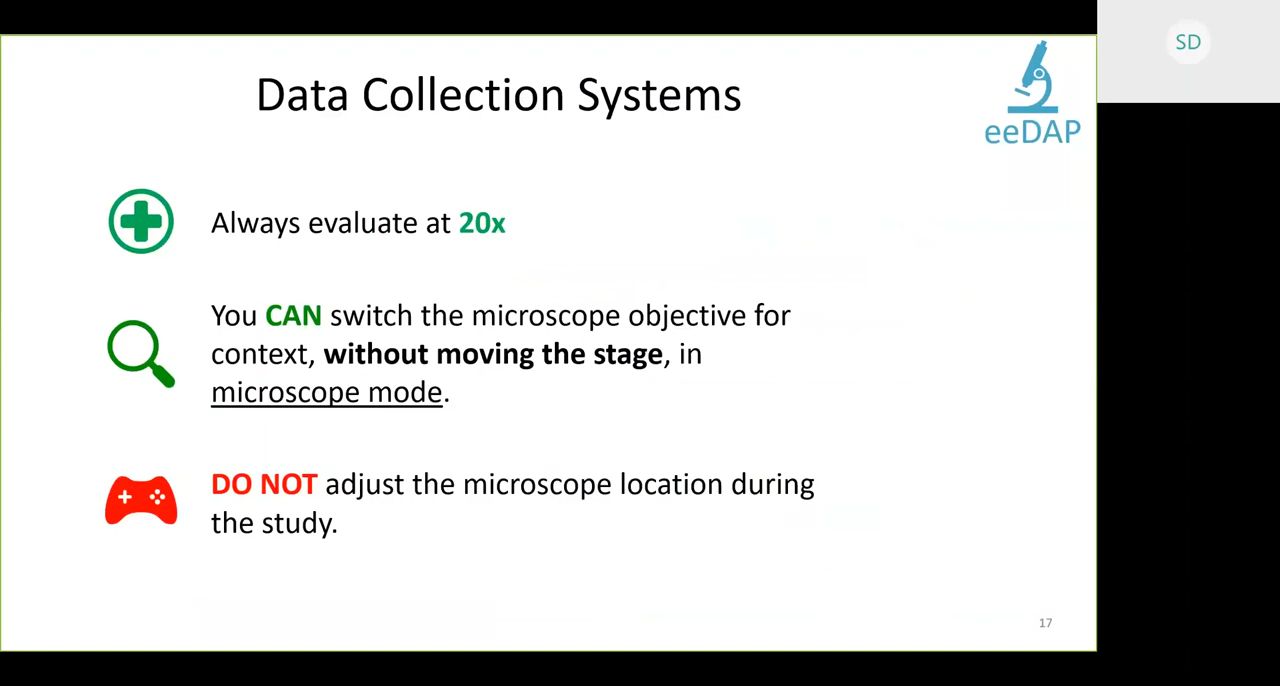 SD
Data Collection Systems
eeDAP
Always evaluate at 20x
You CAN switch the microscope objective for
context, without moving the stage, in
microscope mode.
DO NOT adjust the microscope location during
the study.
17